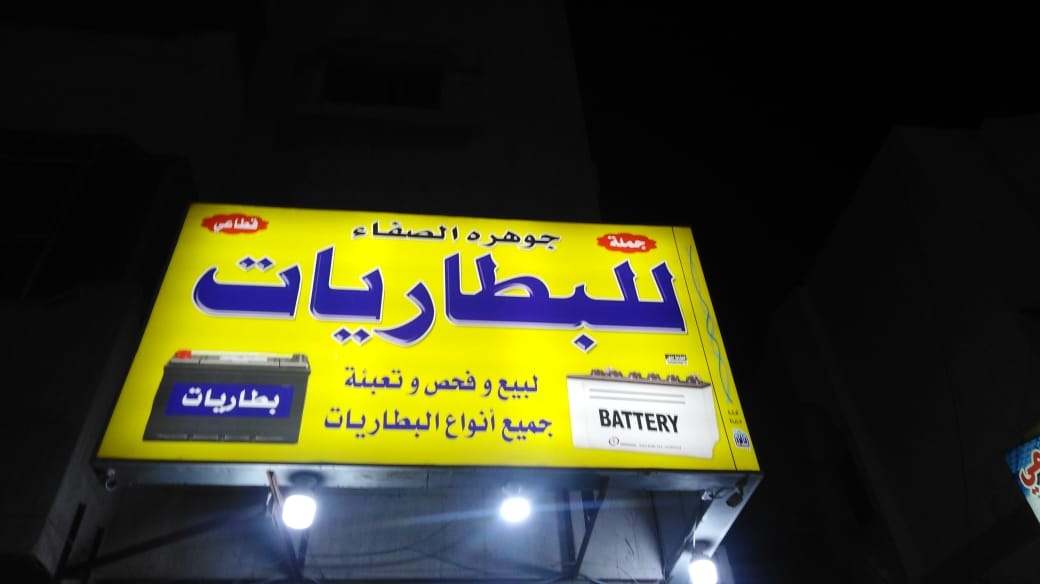 جملة
جوهره الصفاء
قطاعي
للبطاريات
لبيع و فحص و تعبئة
جميع أنواع البطاريات
BATTERY
بطاريات